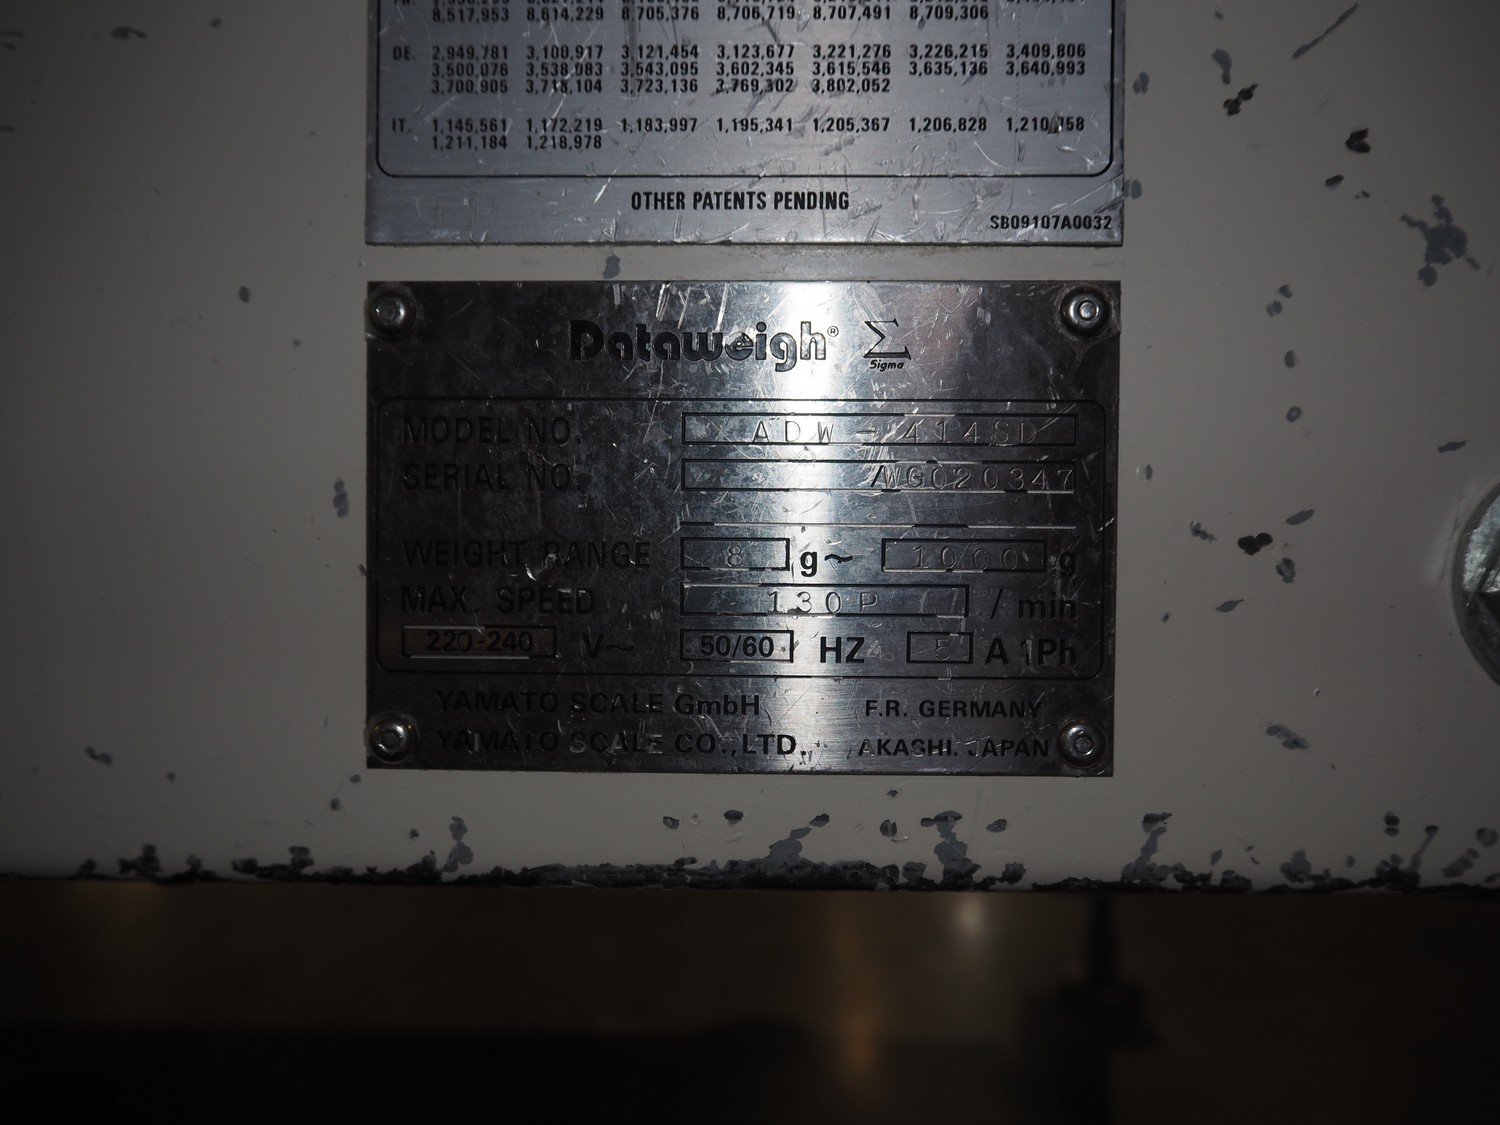 8,517,953 8,614,229 8,705,376 8,706,719 8,707,491 8,709,306
DE. 2,949,781 3,100,917 3,121,454 3,123,677 3,221,276 3,226,215 3,409,806
3,500,076 3,538,083 3,543,095 3,602,345 3,615,546 3,635,136 3,640,993
3,700,905 3,718,104 3,723,136 3,769,302 3,802,052
IT. 1,145,561 1,172,219 1,183,997 1,195,341 1,205,367 1,206,828
1,211,184 1,218,978
OTHER PATENTS PENDING
SB09107A0032
Dataweigh® Σ
Sigma
MODEL NO. ADW-414SD
SERIAL NO. WG020347
WEIGHT RANGE 8 g~ 1000 g
MAX. SPEED 130P / min
220-240 V~ 50/60 HZ 5 A 1Ph
YAMATO SCALE GmbH F.R. GERMANY
YAMATO SCALE CO.,LTD. AKASHI. JAPAN